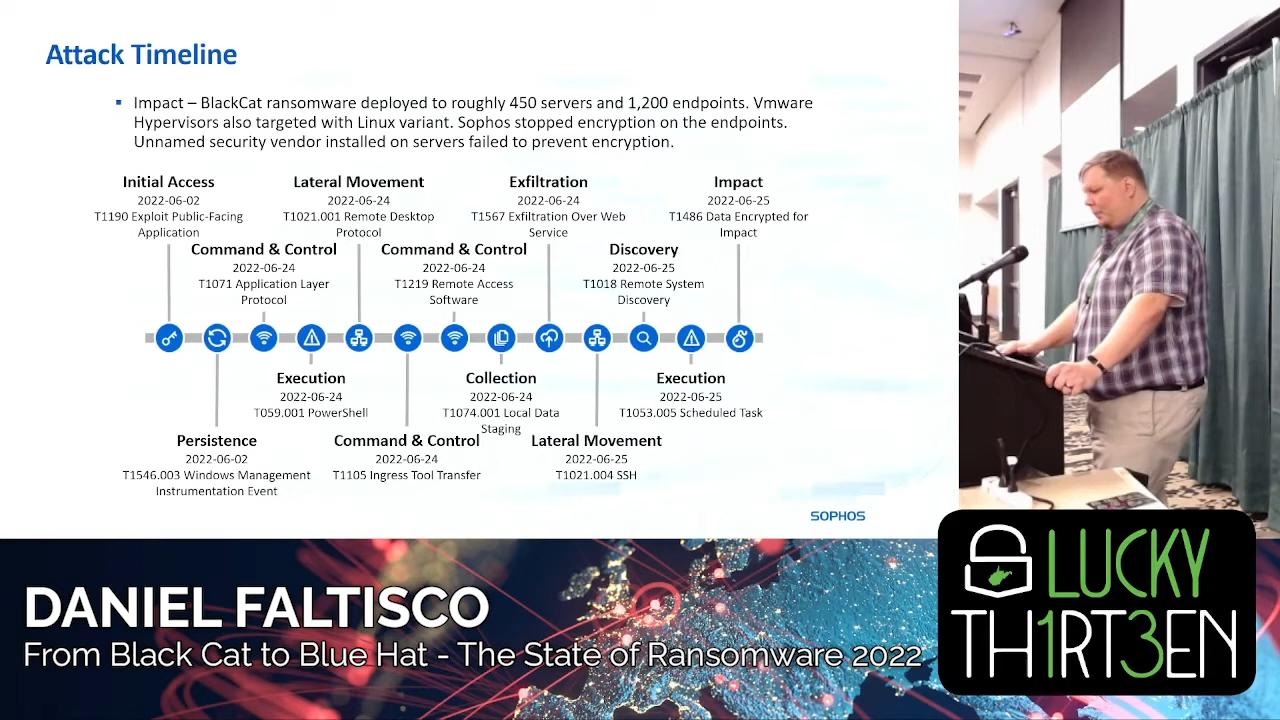 Attack Timeline
▪ Impact – BlackCat ransomware deployed to roughly 450 servers and 1,200 endpoints. Vmware
Hypervisors also targeted with Linux variant. Sophos stopped encryption on the endpoints.
Unnamed security vendor installed on servers failed to prevent encryption.
Initial Access
2022-06-02
T1190 Exploit Public-Facing
Application
Lateral Movement
2022-06-24
T1021.001 Remote Desktop
Protocol
Exfiltration
2022-06-24
T1567 Exfiltration Over Web
Service
Impact
2022-06-25
T1486 Data Encrypted for
Impact
Command & Control
2022-06-24
T1071 Application Layer
Protocol
Command & Control
2022-06-24
T1219 Remote Access
Software
Discovery
2022-06-25
T1018 Remote System
Discovery
Execution
2022-06-24
T059.001 PowerShell
Collection
2022-06-24
T1074.001 Local Data
Staging
Execution
2022-06-25
T1053.005 Scheduled Task
Persistence
2022-06-02
T1546.003 Windows Management
Instrumentation Event
Command & Control
2022-06-24
T1105 Ingress Tool Transfer
Lateral Movement
2022-06-25
T1021.004 SSH
SOPHOS
DANIEL FALTISCO
From Black Cat to Blue Hat - The State of Ransomware 2022
LUCKY
TH1RT3EN